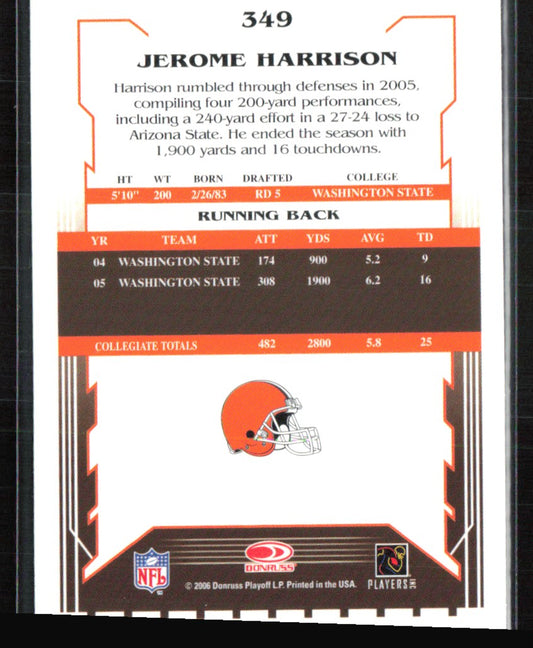 349
JEROME HARRISON
Harrison rumbled through defenses in 2005,
compiling four 200-yard performances,
including a 240-yard effort in a 27-24 loss to
Arizona State. He ended the season with
1,900 yards and 16 touchdowns.
HT WT BORN DRAFTED COLLEGE
5'10" 200 2/26/83 RD 5 WASHINGTON STATE
RUNNING BACK
YR TEAM ATT YDS AVG TD
04 WASHINGTON STATE 174 900 5.2 9
05 WASHINGTON STATE 308 1900 6.2 16
COLLEGIATE TOTALS 482 2800 5.8 25
NFL
DONRUSS
© 2006 Donruss Playoff L.P. Printed in the USA.
PLAYERS INC